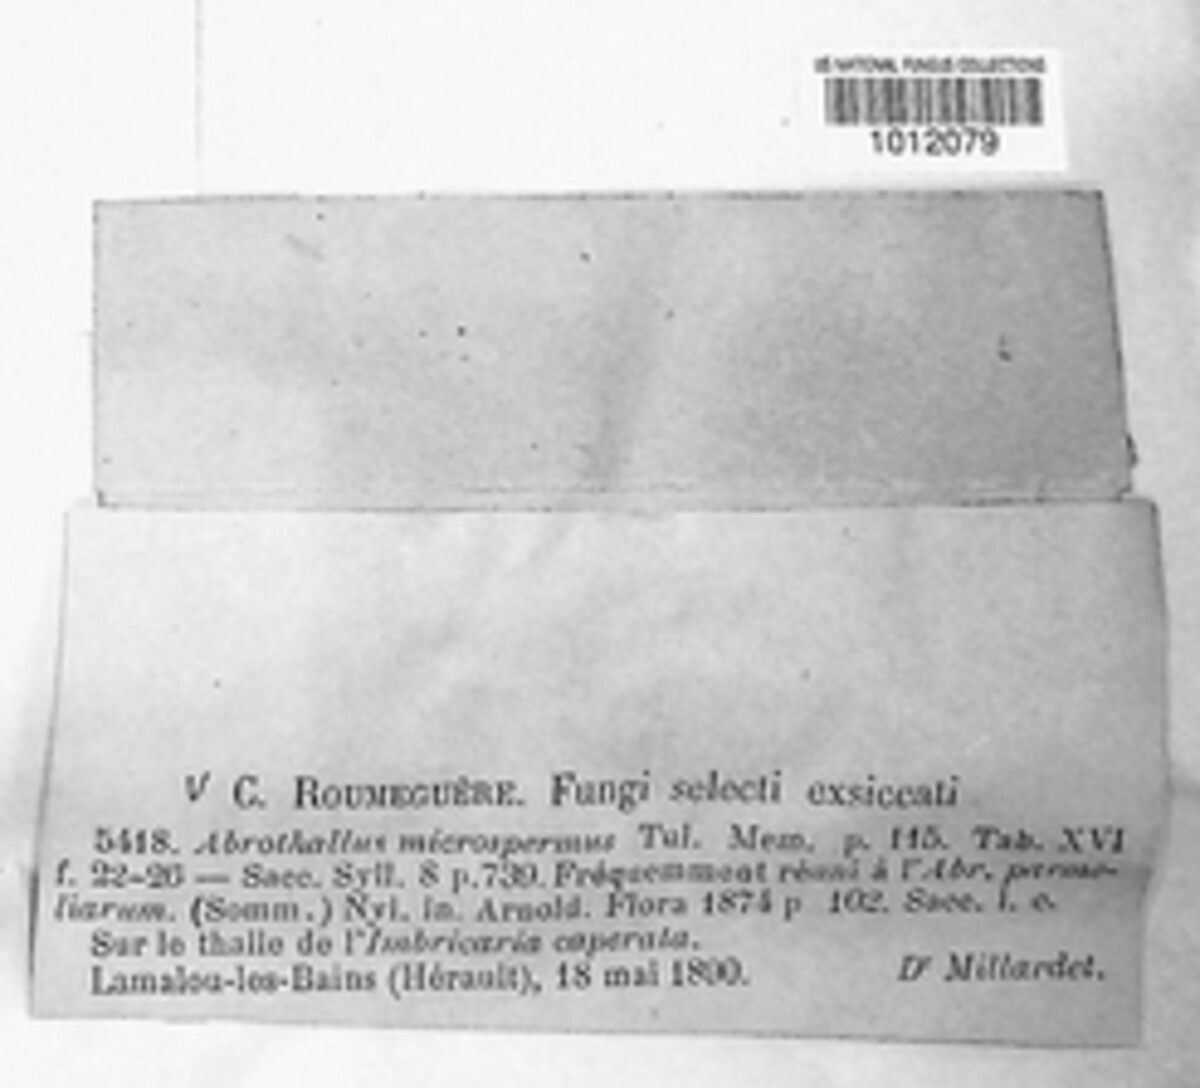 US NATIONAL FUNGUS COLLECTIONS
1012079
V C. ROUMEGUÈRE. Fungi selecti exsiccati
5418. Abrothallus microspermus Tul. Mem. p. 115. Tab. XVI
f. 22-26 — Sacc. Syll. 8 p.739. Fréquemment réuni à l'Abr. parme-
liarum. (Somm.) Nyl. in. Arnold. Flora 1874 p 102. Sacc. l. c.
Sur le thalle de l'Imbricaria caperata.
Lamalou-les-Bains (Hérault), 18 mai 1890.
Dr Millardet.